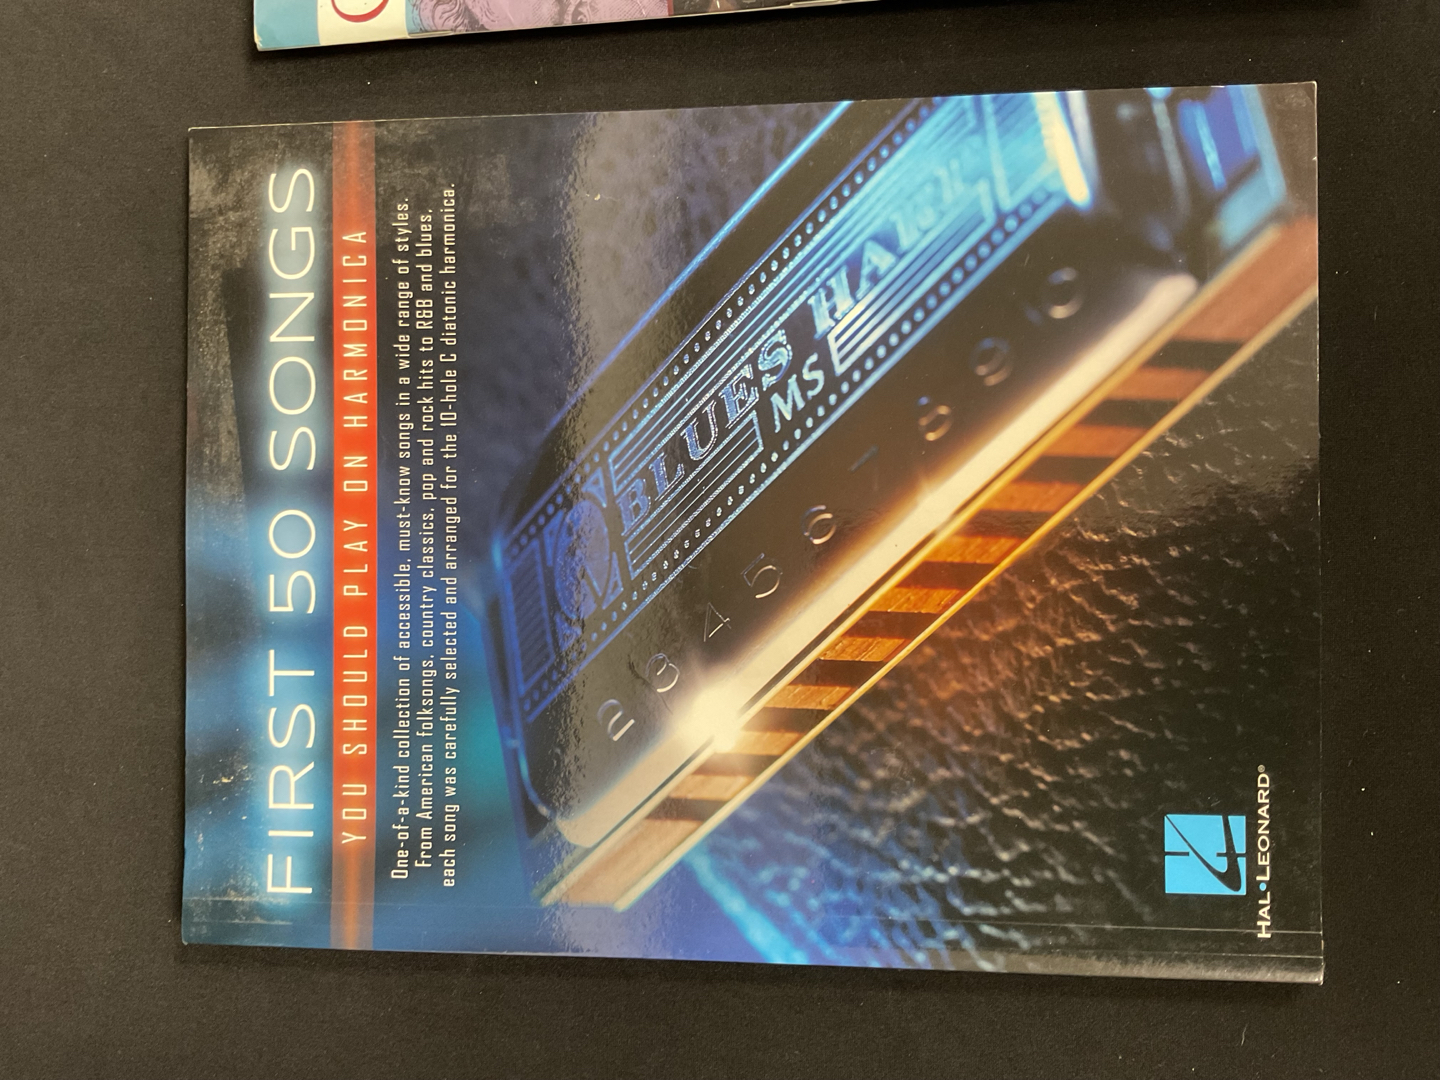 FIRST 50 SONGS
YOU SHOULD PLAY ON HARMONICA
One-of-a-kind collection of accessible, must-know songs in a wide range of styles.
From American folksongs, country classics, pop and rock hits to R&B and blues,
each song was carefully selected and arranged for the 10-hole C diatonic harmonica.
BLUES HARP
MS
2 3 4 5 6 7 8 9 0
HAL•LEONARD®